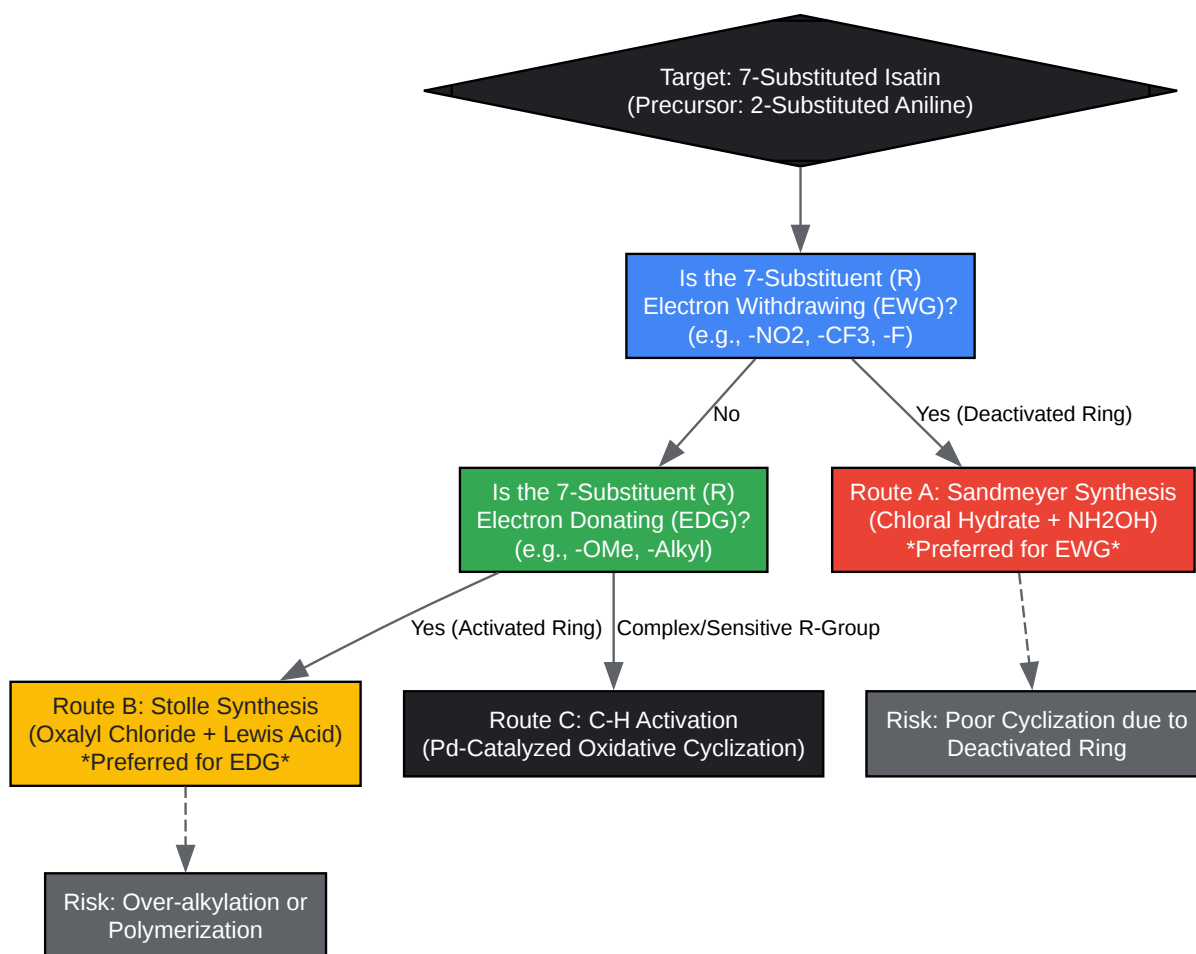 Target: 7-Substituted Isatin
(Precursor: 2-Substituted Aniline)
Is the 7-Substituent (R)
Electron Withdrawing (EWG)?
(e.g., -NO2, -CF3, -F)
No
Yes (Deactivated Ring)
Is the 7-Substituent (R)
Electron Donating (EDG)?
(e.g., -OMe, -Alkyl)
Route A: Sandmeyer Synthesis
(Chloral Hydrate + NH2OH)
*Preferred for EWG*
Yes (Activated Ring)
Complex/Sensitive R-Group
Route B: Stolle Synthesis
(Oxalyl Chloride + Lewis Acid)
*Preferred for EDG*
Route C: C-H Activation
(Pd-Catalyzed Oxidative Cyclization)
Risk: Poor Cyclization due to
Deactivated Ring
Risk: Over-alkylation or
Polymerization